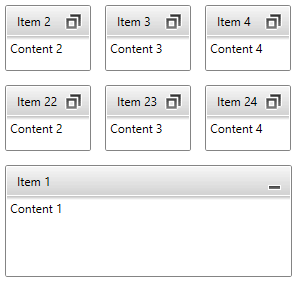 Item 2
Item 3
Item 4
Content 2
Content 3
Content 4
Item 22
Item 23
Item 24
Content 2
Content 3
Content 4
Item 1
Content 1